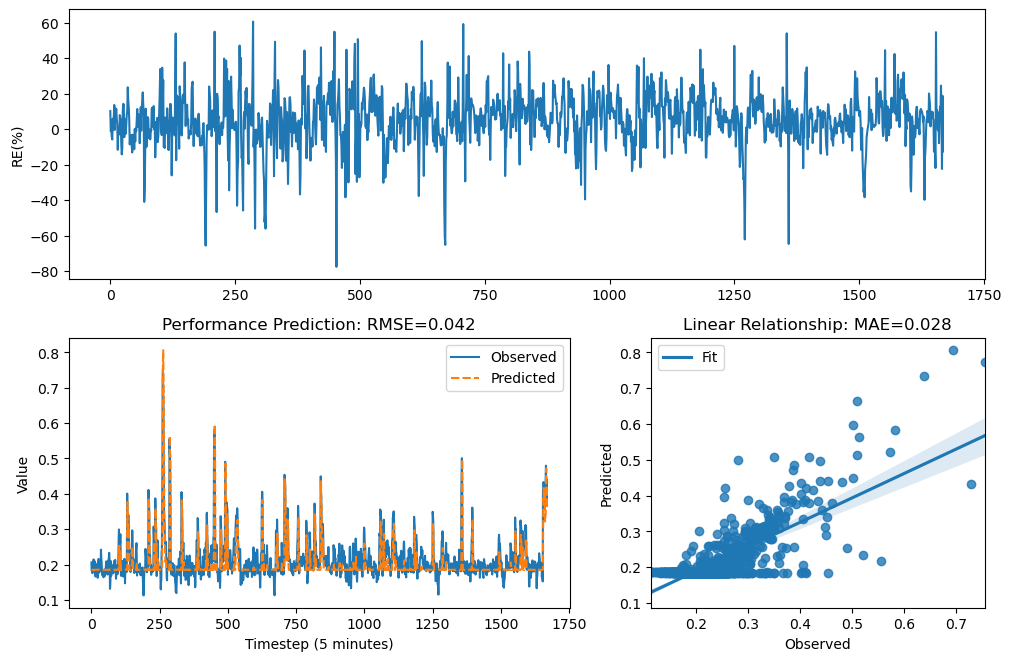 RE(%)
60
40
20
0
−20
−40
−60
−80
0 250 500 750 1000 1250 1500 1750
Performance Prediction: RMSE=0.042
Value
0.8
0.7
0.6
0.5
0.4
0.3
0.2
0.1
Observed
Predicted
0 250 500 750 1000 1250 1500 1750
Timestep (5 minutes)
Linear Relationship: MAE=0.028
Predicted
0.8
0.7
0.6
0.5
0.4
0.3
0.2
0.1
Fit
0.2 0.3 0.4 0.5 0.6 0.7
Observed